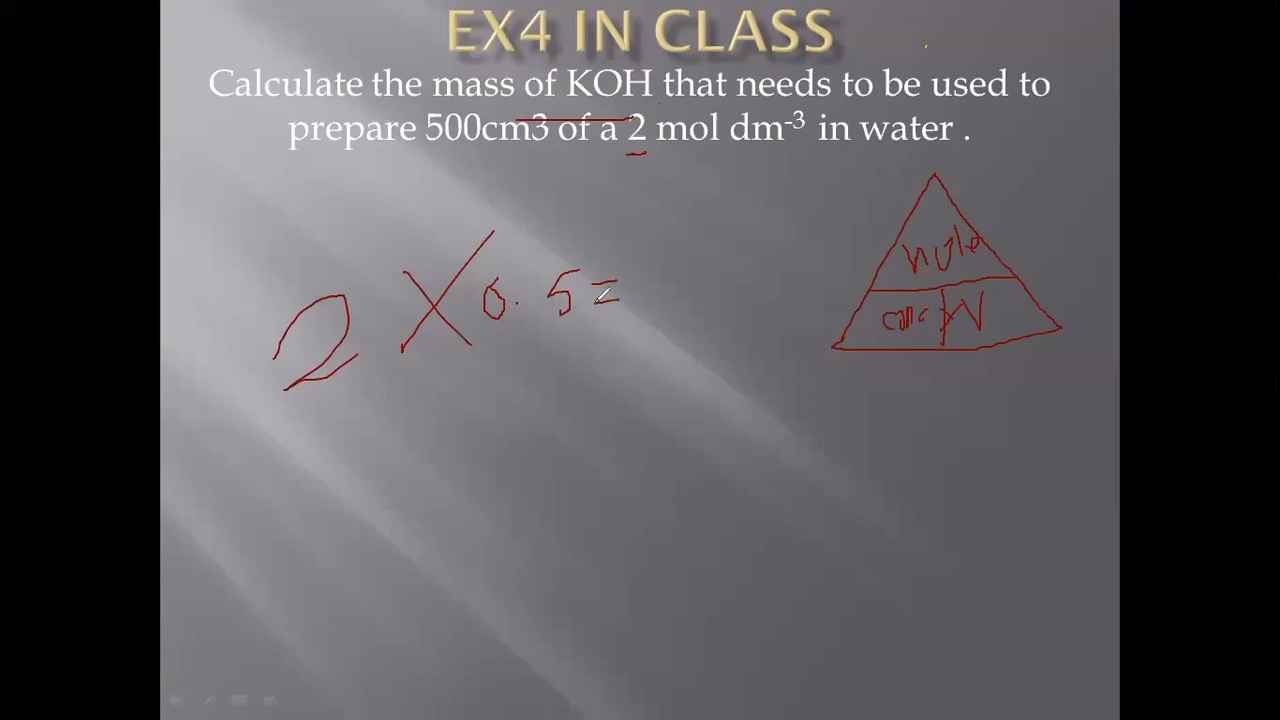 EX4 IN CLASS
Calculate the mass of KOH that needs to be used to
prepare 500cm3 of a 2 mol dm-3 in water .
mole
conc x V
2 X 0.5=